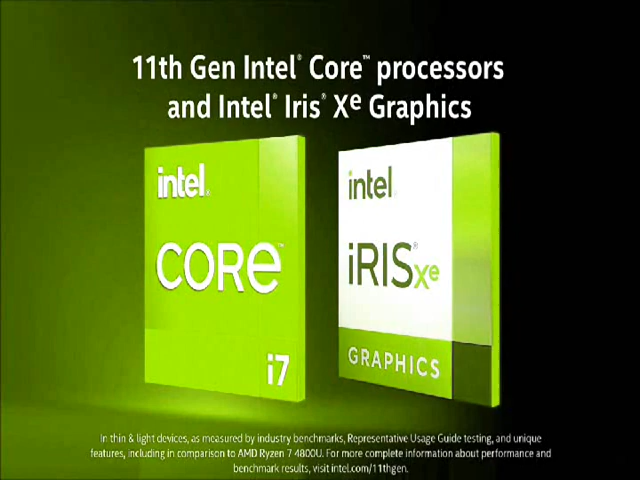 11th Gen Intel® Core™ processors
and Intel® Iris® Xe Graphics
intel®
CORE™
i7
intel®
iRIS® Xe
GRAPHICS
In thin & light devices, as measured by industry benchmarks, Representative Usage Guide testing, and unique
features, including in comparison to AMD Ryzen 7 4800U. For more complete information about performance and
benchmark results, visit intel.com/11thgen.